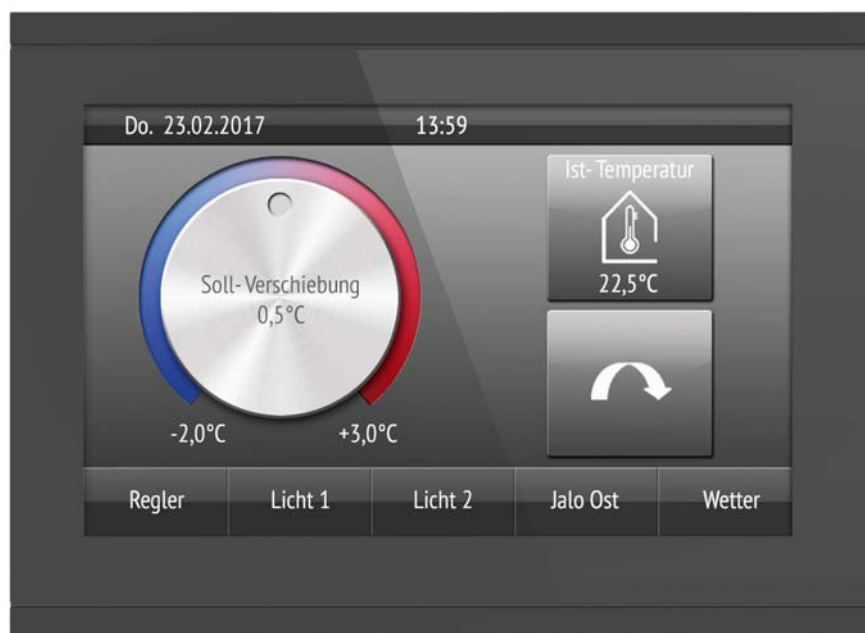 Do. 23.02.2017 13:59
Soll- Verschiebung
0,5°C
-2,0°C +3,0°C
Ist- Temperatur
22,5°C
Regler Licht 1 Licht 2 Jalo Ost Wetter